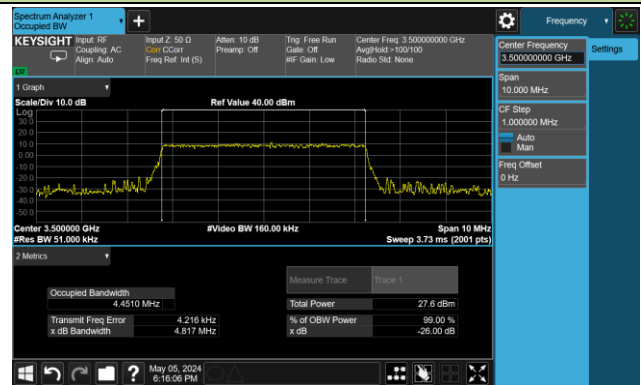 Spectrum Analyzer 1
Occupied BW
+
Frequency
KEYSIGHT
Input: RF
Coupling: AC
Align: Auto
Input Z: 50 Ω
Corr CCorr
Freq Ref: Int (S)
Atten: 10 dB
Preamp: Off
Trig: Free Run
Gate: Off
#IF Gain: Low
Center Freq: 3.500000000 GHz
Avg|Hold:>100/100
Radio Std: None
LU
Center Frequency
3.500000000 GHz
Settings
Span
10.000 MHz
CF Step
1.000000 MHz
Auto
Man
Freq Offset
0 Hz
1 Graph
Scale/Div 10.0 dB
Ref Value 40.00 dBm
Log
30.0
20.0
10.0
0.00
-10.0
-20.0
-30.0
-40.0
-50.0
Center 3.500000 GHz
#Video BW 160.00 kHz
Span 10 MHz
#Res BW 51.000 kHz
Sweep 3.73 ms (2001 pts)
2 Metrics
Measure Trace
Trace 1
Occupied Bandwidth
4.4510 MHz
Total Power
27.6 dBm
Transmit Freq Error
4.216 kHz
% of OBW Power
99.00 %
x dB Bandwidth
4.817 MHz
x dB
-26.00 dB
?
May 05, 2024
6:16:06 PM